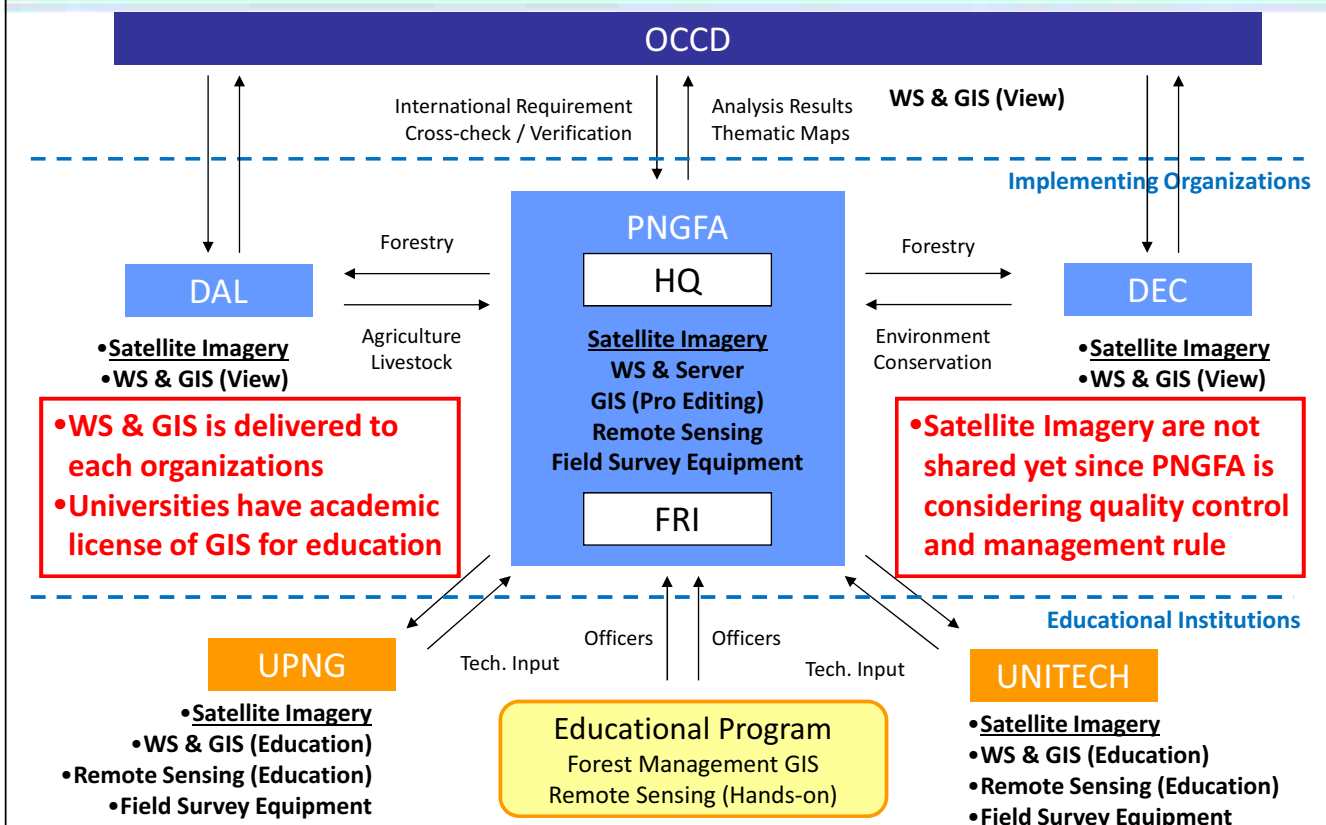 OCCD
International Requirement
Cross-check / Verification
Analysis Results
Thematic Maps
WS & GIS (View)
Implementing Organizations
DAL
•Satellite Imagery
•WS & GIS (View)
Forestry
Agriculture
Livestock
PNGFA
HQ
Satellite Imagery
WS & Server
GIS (Pro Editing)
Remote Sensing
Field Survey Equipment
FRI
Forestry
Environment
Conservation
DEC
•Satellite Imagery
•WS & GIS (View)
•WS & GIS is delivered to
each organizations
•Universities have academic
license of GIS for education
•Satellite Imagery are not
shared yet since PNGFA is
considering quality control
and management rule
Educational Institutions
UPNG
•Satellite Imagery
•WS & GIS (Education)
•Remote Sensing (Education)
•Field Survey Equipment
Tech. Input
Officers
Officers
Tech. Input
Educational Program
Forest Management GIS
Remote Sensing (Hands-on)
UNITECH
•Satellite Imagery
•WS & GIS (Education)
•Remote Sensing (Education)
•Field Survey Equipment